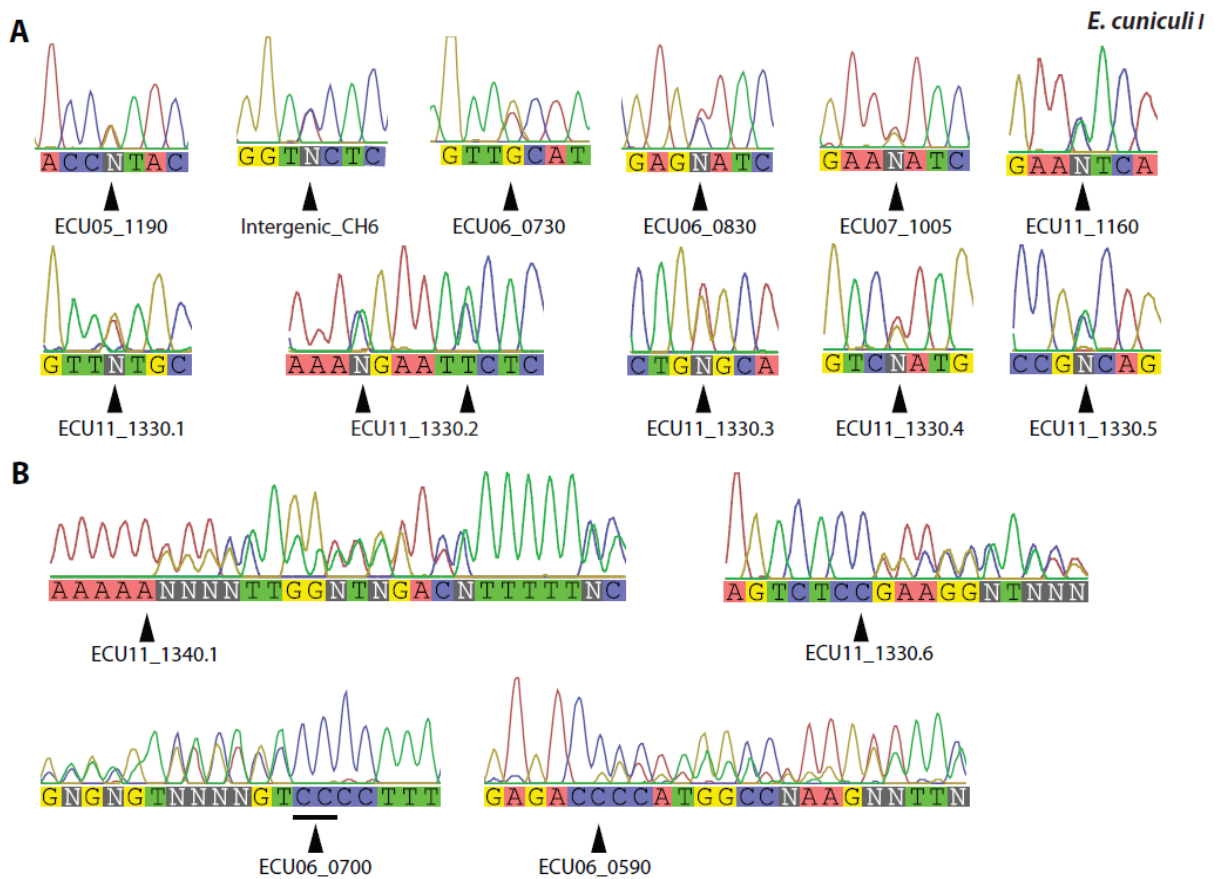 A
E. cuniculi I
ACCNTAC
GGTNCTC
GTTGCAT
GAGNATC
GAANATC
GAANTCA
ECU05_1190
Intergenic_CH6
ECU06_0730
ECU06_0830
ECU07_1005
ECU11_1160
GTTNTGC
AAANGAATTCTC
CTGNGCA
GTCNATG
CCGNCAG
ECU11_1330.1
ECU11_1330.2
ECU11_1330.3
ECU11_1330.4
ECU11_1330.5
B
AAAAANNNNTTGGNTNGACNTTTTTNC
AGTCTCCGAAGGNTNNN
ECU11_1340.1
ECU11_1330.6
GNGNGTNNNNGTCCCCTTT
GAGACCCCATGGCCNAAGNNTTN
ECU06_0700
ECU06_0590